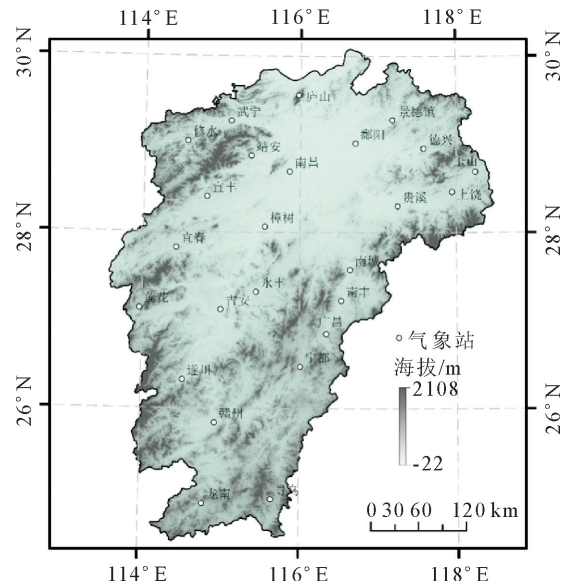 114°E 116°E 118°E
30°N 30°N
庐山
武宁 景德镇
修水 鄱阳 德兴
靖安 南昌 玉山
宜丰 贵溪 上饶
28°N 28°N
樟树
宜春 南城
莲花 吉安 永丰 南丰
广昌
气象站
遂川 宁都 海拔/m
2108
26°N 26°N
赣州
-22
龙南 寻乌
0 30 60 120 km
114°E 116°E 118°E